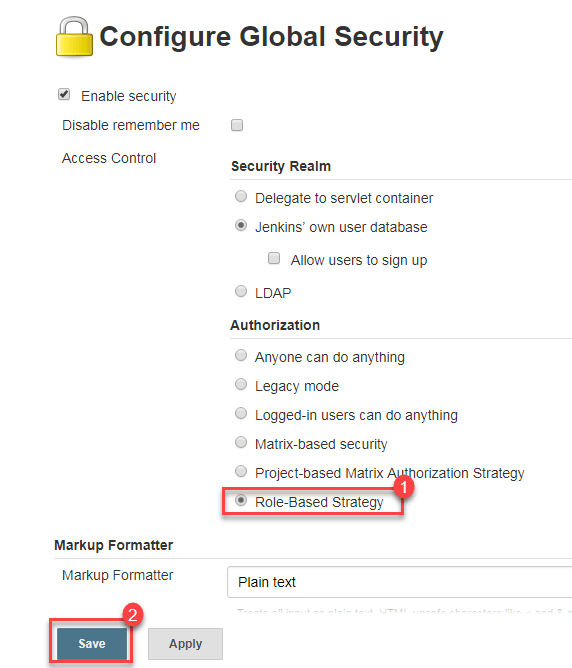 Configure Global Security
Enable security
Disable remember me
Access Control
Security Realm
Delegate to servlet container
Jenkins' own user database
Allow users to sign up
LDAP
Authorization
Anyone can do anything
Legacy mode
Logged-in users can do anything
Matrix-based security
Project-based Matrix Authorization Strategy
1
Role-Based Strategy
Markup Formatter
Markup Formatter
Plain text
2
Save
Apply